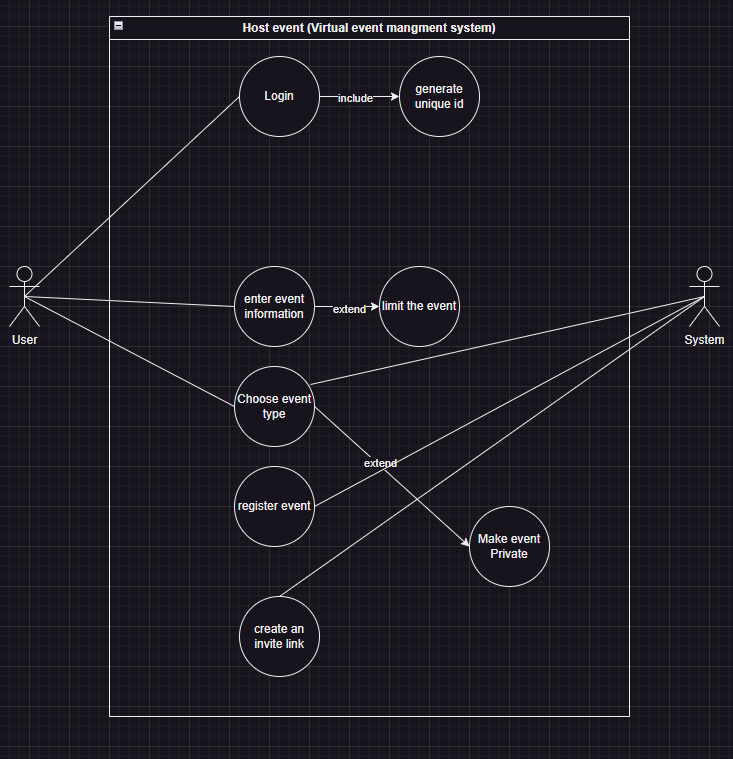 Host event (Virtual event mangment system)
Login
include
generate
unique id
User
enter event
information
extend
limit the event
System
Choose event
type
extend
register event
Make event
Private
create an
invite link